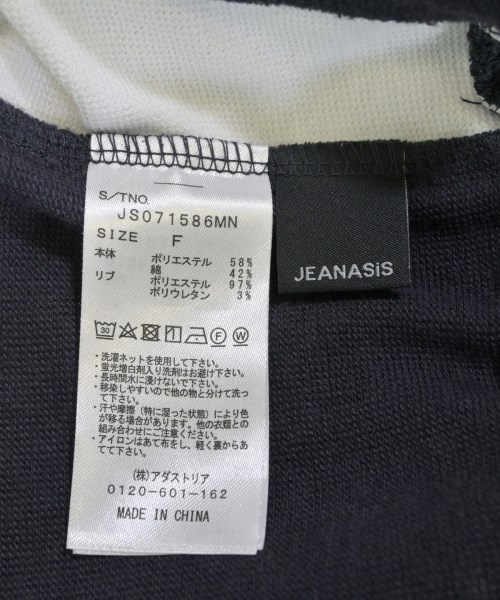 S/TNO.
JS071586MN
SIZE F
本体 ポリエステル 58%
綿 42%
リブ ポリエステル 97%
ポリウレタン 3%
30 F W
・洗濯ネットを使用して下さい。
・蛍光増白剤入り洗剤はお避け下さい。
・長時間水に浸けないで下さい。
・移染しやすいので他の物と分けて洗っ
て下さい。
・汗や摩擦（特に湿った状態）により色
が移る場合があります。他の衣類との
組み合わせにご注意ください。
・アイロンはあて布をし、軽く裏からあ
てて下さい。
(株)アダストリア
0120-601-162
MADE IN CHINA
JEANASiS